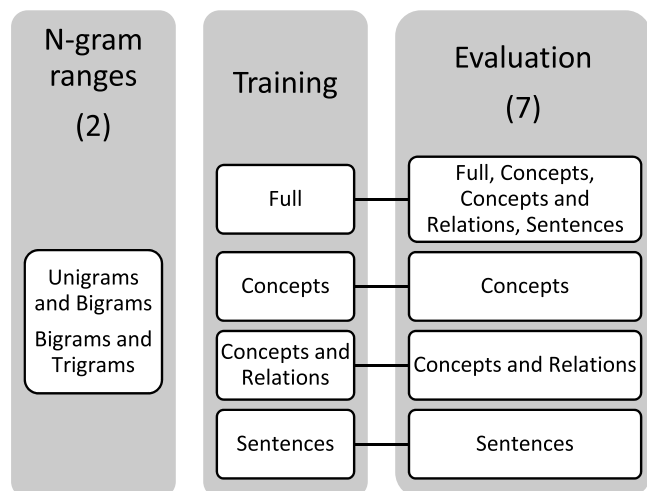 N-gram
ranges
(2)
Unigrams
and Bigrams
Bigrams and
Trigrams
Training
Evaluation
(7)
Full
Full, Concepts,
Concepts and
Relations, Sentences
Concepts
Concepts
Concepts and
Relations
Concepts and Relations
Sentences
Sentences